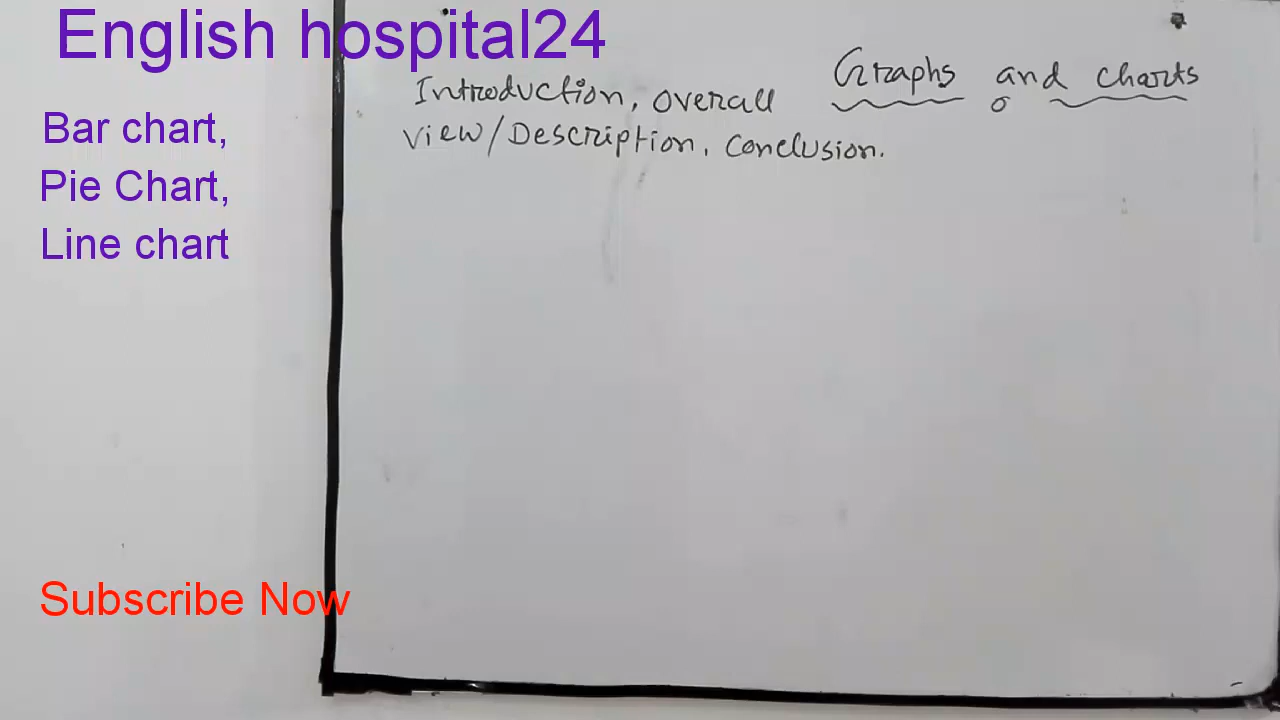 English hospital24
Bar chart,
Pie Chart,
Line chart
Graphs and charts
Introduction, overall
view/Description, conclusion.
Subscribe Now